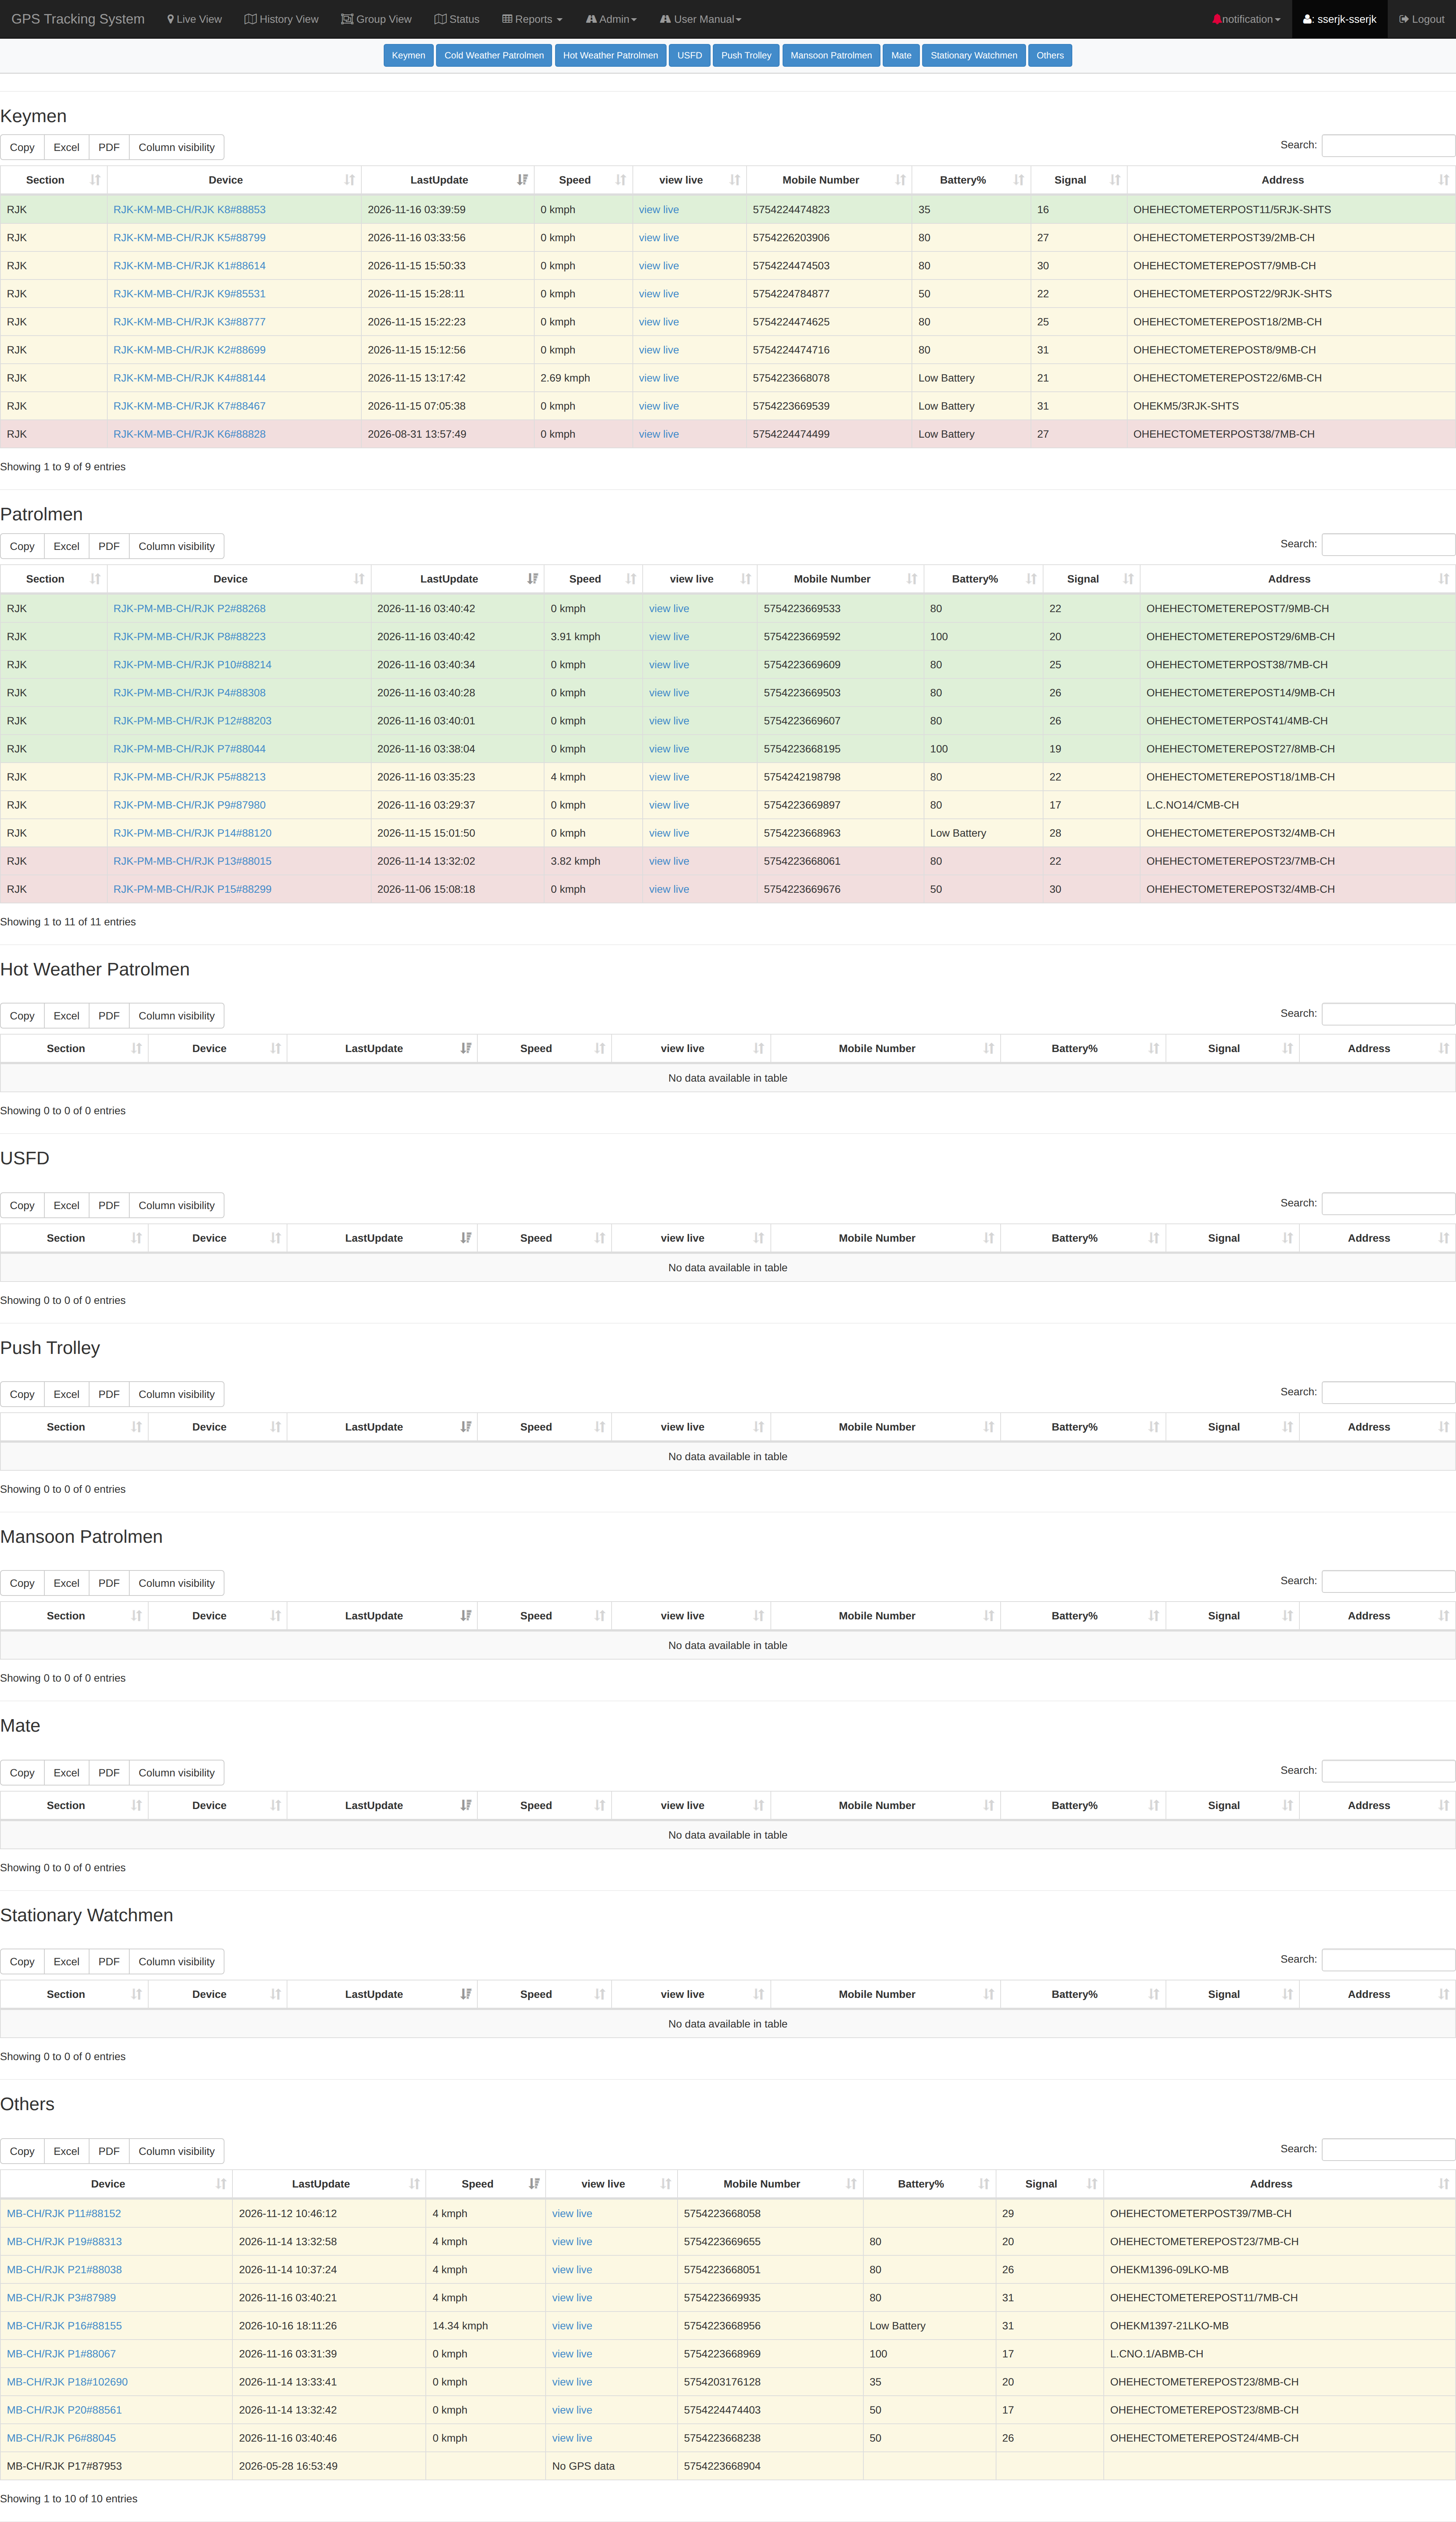 GPS Tracking System Live View History View Group View Status Reports Admin User Manual notification : sserjk-sserjk Logout
Keymen Cold Weather Patrolmen Hot Weather Patrolmen USFD Push Trolley Mansoon Patrolmen Mate Stationary Watchmen Others
Keymen
Copy Excel PDF Column visibility Search:
Section Device LastUpdate Speed view live Mobile Number Battery% Signal Address
RJK RJK-KM-MB-CH/RJK K8#88853 2026-11-16 03:39:59 0 kmph view live 5754224474823 35 16 OHEHECTOMETERPOST11/5RJK-SHTS
RJK RJK-KM-MB-CH/RJK K5#88799 2026-11-16 03:33:56 0 kmph view live 5754226203906 80 27 OHEHECTOMETERPOST39/2MB-CH
RJK RJK-KM-MB-CH/RJK K1#88614 2026-11-15 15:50:33 0 kmph view live 5754224474503 80 30 OHEHECTOMETEREPOST7/9MB-CH
RJK RJK-KM-MB-CH/RJK K9#85531 2026-11-15 15:28:11 0 kmph view live 5754224784877 50 22 OHEHECTOMETERPOST22/9RJK-SHTS
RJK RJK-KM-MB-CH/RJK K3#88777 2026-11-15 15:22:23 0 kmph view live 5754224474625 80 25 OHEHECTOMETEREPOST18/2MB-CH
RJK RJK-KM-MB-CH/RJK K2#88699 2026-11-15 15:12:56 0 kmph view live 5754224474716 80 31 OHEHECTOMETEREPOST8/9MB-CH
RJK RJK-KM-MB-CH/RJK K4#88144 2026-11-15 13:17:42 2.69 kmph view live 5754223668078 Low Battery 21 OHEHECTOMETEREPOST22/6MB-CH
RJK RJK-KM-MB-CH/RJK K7#88467 2026-11-15 07:05:38 0 kmph view live 5754223669539 Low Battery 31 OHEKM5/3RJK-SHTS
RJK RJK-KM-MB-CH/RJK K6#88828 2026-08-31 13:57:49 0 kmph view live 5754224474499 Low Battery 27 OHEHECTOMETERPOST38/7MB-CH
Showing 1 to 9 of 9 entries
Patrolmen
Copy Excel PDF Column visibility Search:
Section Device LastUpdate Speed view live Mobile Number Battery% Signal Address
RJK RJK-PM-MB-CH/RJK P2#88268 2026-11-16 03:40:42 0 kmph view live 5754223669533 80 22 OHEHECTOMETEREPOST7/9MB-CH
RJK RJK-PM-MB-CH/RJK P8#88223 2026-11-16 03:40:42 3.91 kmph view live 5754223669592 100 20 OHEHECTOMETEREPOST29/6MB-CH
RJK RJK-PM-MB-CH/RJK P10#88214 2026-11-16 03:40:34 0 kmph view live 5754223669609 80 25 OHEHECTOMETERPOST38/7MB-CH
RJK RJK-PM-MB-CH/RJK P4#88308 2026-11-16 03:40:28 0 kmph view live 5754223669503 80 26 OHEHECTOMETEREPOST14/9MB-CH
RJK RJK-PM-MB-CH/RJK P12#88203 2026-11-16 03:40:01 0 kmph view live 5754223669607 80 26 OHEHECTOMETERPOST41/4MB-CH
RJK RJK-PM-MB-CH/RJK P7#88044 2026-11-16 03:38:04 0 kmph view live 5754223668195 100 19 OHEHECTOMETEREPOST27/8MB-CH
RJK RJK-PM-MB-CH/RJK P5#88213 2026-11-16 03:35:23 4 kmph view live 5754242198798 80 22 OHEHECTOMETEREPOST18/1MB-CH
RJK RJK-PM-MB-CH/RJK P9#87980 2026-11-16 03:29:37 0 kmph view live 5754223669897 80 17 L.C.NO14/CMB-CH
RJK RJK-PM-MB-CH/RJK P14#88120 2026-11-15 15:01:50 0 kmph view live 5754223668963 Low Battery 28 OHEHECTOMETEREPOST32/4MB-CH
RJK RJK-PM-MB-CH/RJK P13#88015 2026-11-14 13:32:02 3.82 kmph view live 5754223668061 80 22 OHEHECTOMETEREPOST23/7MB-CH
RJK RJK-PM-MB-CH/RJK P15#88299 2026-11-06 15:08:18 0 kmph view live 5754223669676 50 30 OHEHECTOMETEREPOST32/4MB-CH
Showing 1 to 11 of 11 entries
Hot Weather Patrolmen
Copy Excel PDF Column visibility Search:
Section Device LastUpdate Speed view live Mobile Number Battery% Signal Address
No data available in table
Showing 0 to 0 of 0 entries
USFD
Copy Excel PDF Column visibility Search:
Section Device LastUpdate Speed view live Mobile Number Battery% Signal Address
No data available in table
Showing 0 to 0 of 0 entries
Push Trolley
Copy Excel PDF Column visibility Search:
Section Device LastUpdate Speed view live Mobile Number Battery% Signal Address
No data available in table
Showing 0 to 0 of 0 entries
Mansoon Patrolmen
Copy Excel PDF Column visibility Search:
Section Device LastUpdate Speed view live Mobile Number Battery% Signal Address
No data available in table
Showing 0 to 0 of 0 entries
Mate
Copy Excel PDF Column visibility Search:
Section Device LastUpdate Speed view live Mobile Number Battery% Signal Address
No data available in table
Showing 0 to 0 of 0 entries
Stationary Watchmen
Copy Excel PDF Column visibility Search:
Section Device LastUpdate Speed view live Mobile Number Battery% Signal Address
No data available in table
Showing 0 to 0 of 0 entries
Others
Copy Excel PDF Column visibility Search:
Device LastUpdate Speed view live Mobile Number Battery% Signal Address
MB-CH/RJK P11#88152 2026-11-12 10:46:12 4 kmph view live 5754223668058 29 OHEHECTOMETERPOST39/7MB-CH
MB-CH/RJK P19#88313 2026-11-14 13:32:58 4 kmph view live 5754223669655 80 20 OHEHECTOMETEREPOST23/7MB-CH
MB-CH/RJK P21#88038 2026-11-14 10:37:24 4 kmph view live 5754223668051 80 26 OHEKM1396-09LKO-MB
MB-CH/RJK P3#87989 2026-11-16 03:40:21 4 kmph view live 5754223669935 80 31 OHEHECTOMETEREPOST11/7MB-CH
MB-CH/RJK P16#88155 2026-10-16 18:11:26 14.34 kmph view live 5754223668956 Low Battery 31 OHEKM1397-21LKO-MB
MB-CH/RJK P1#88067 2026-11-16 03:31:39 0 kmph view live 5754223668969 100 17 L.CNO.1/ABMB-CH
MB-CH/RJK P18#102690 2026-11-14 13:33:41 0 kmph view live 5754203176128 35 20 OHEHECTOMETEREPOST23/8MB-CH
MB-CH/RJK P20#88561 2026-11-14 13:32:42 0 kmph view live 5754224474403 50 17 OHEHECTOMETEREPOST23/8MB-CH
MB-CH/RJK P6#88045 2026-11-16 03:40:46 0 kmph view live 5754223668238 50 26 OHEHECTOMETEREPOST24/4MB-CH
MB-CH/RJK P17#87953 2026-05-28 16:53:49 No GPS data 5754223668904
Showing 1 to 10 of 10 entries